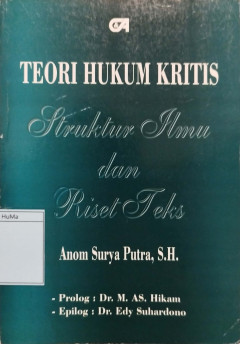 TEORI HUKUM KRITIS
Struktur Ilmu
dan
Riset Teks
HuMa
Anom Surya Putra, S.H.
- Prolog : Dr. M. AS. Hikam
- Epilog : Dr. Edy Suhardono